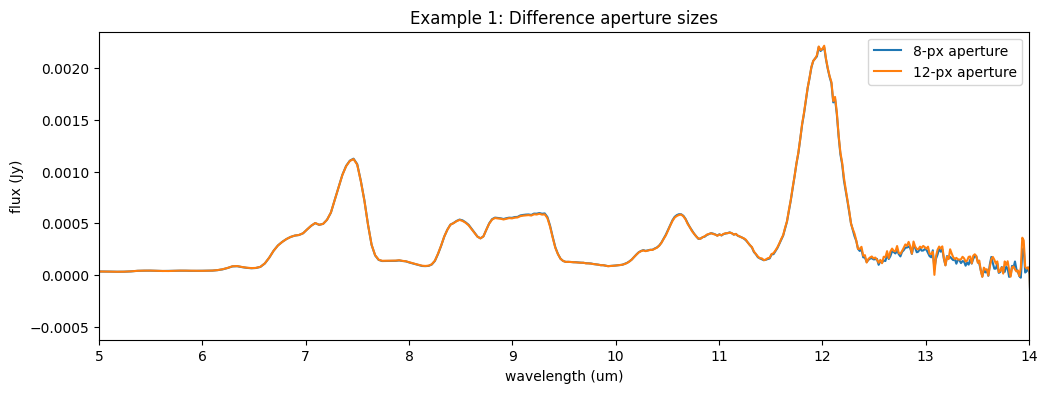 Example 1: Difference aperture sizes
8-px aperture
12-px aperture
flux (Jy)
0.0020
0.0015
0.0010
0.0005
0.0000
−0.0005
5 6 7 8 9 10 11 12 13 14
wavelength (um)